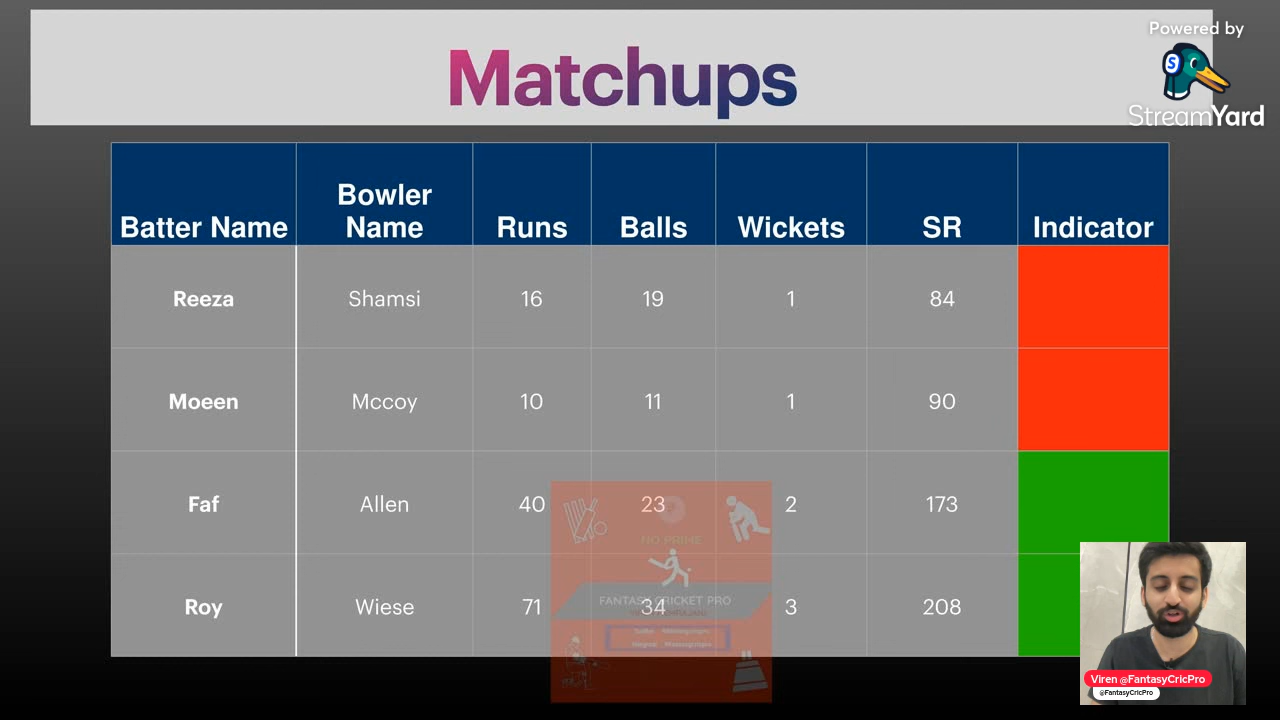 Powered by
StreamYard
Matchups
Batter Name Bowler Name Runs Balls Wickets SR Indicator
Reeza Shamsi 16 19 1 84
Moeen Mccoy 10 11 1 90
Faf Allen 40 23 2 173
NO PRIME
FANTASY CRICKET PRO
Roy Wiese 71 34 3 208
Viren @FantasyCricPro
@FantasyCricPro